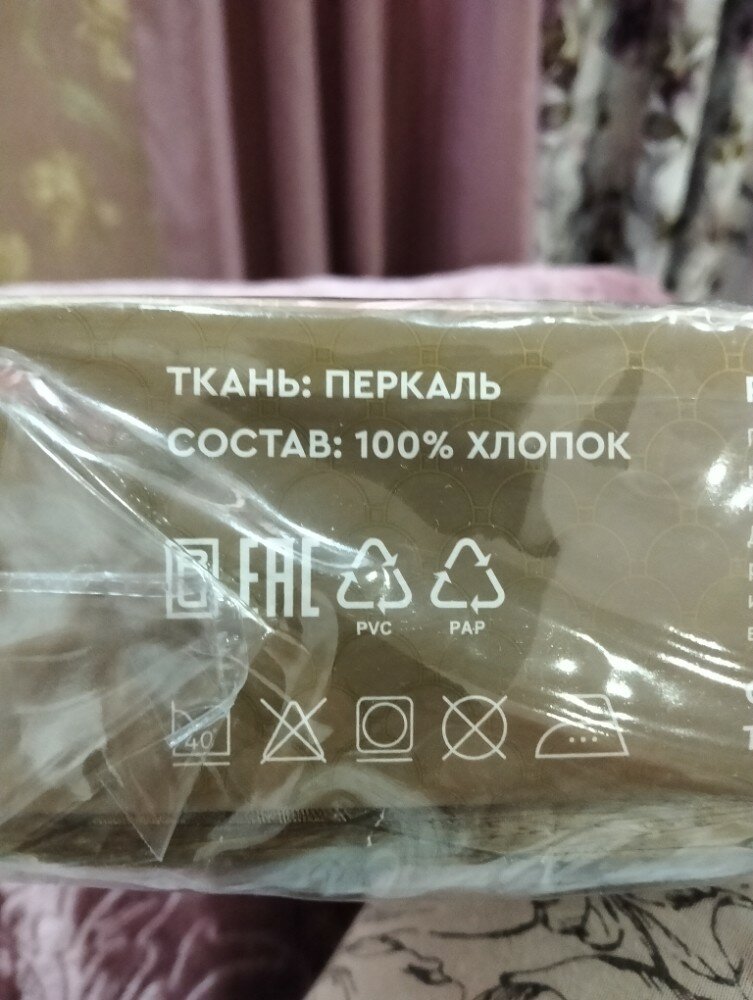 ТКАНЬ: ПЕРКАЛЬ
СОСТАВ: 100% ХЛОПОК
EAC
PVC PAP
40